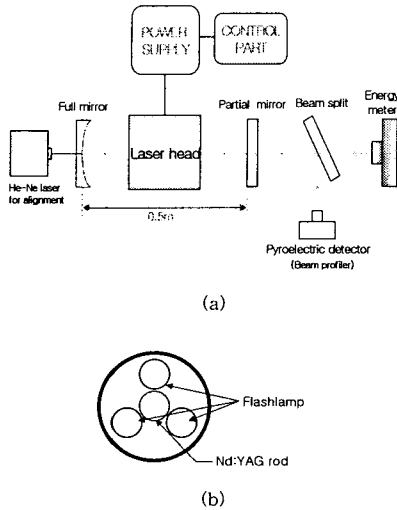 POWER
SUPPLY
CONTROL
PART
Full mirror
Laser head
Partial mirror
Beam split
Energy
meter
He-Ne laser
for alignment
0.5m
Pyroelectric detector
(Beam profiler)
(a)
Flashlamp
Nd:YAG rod
(b)